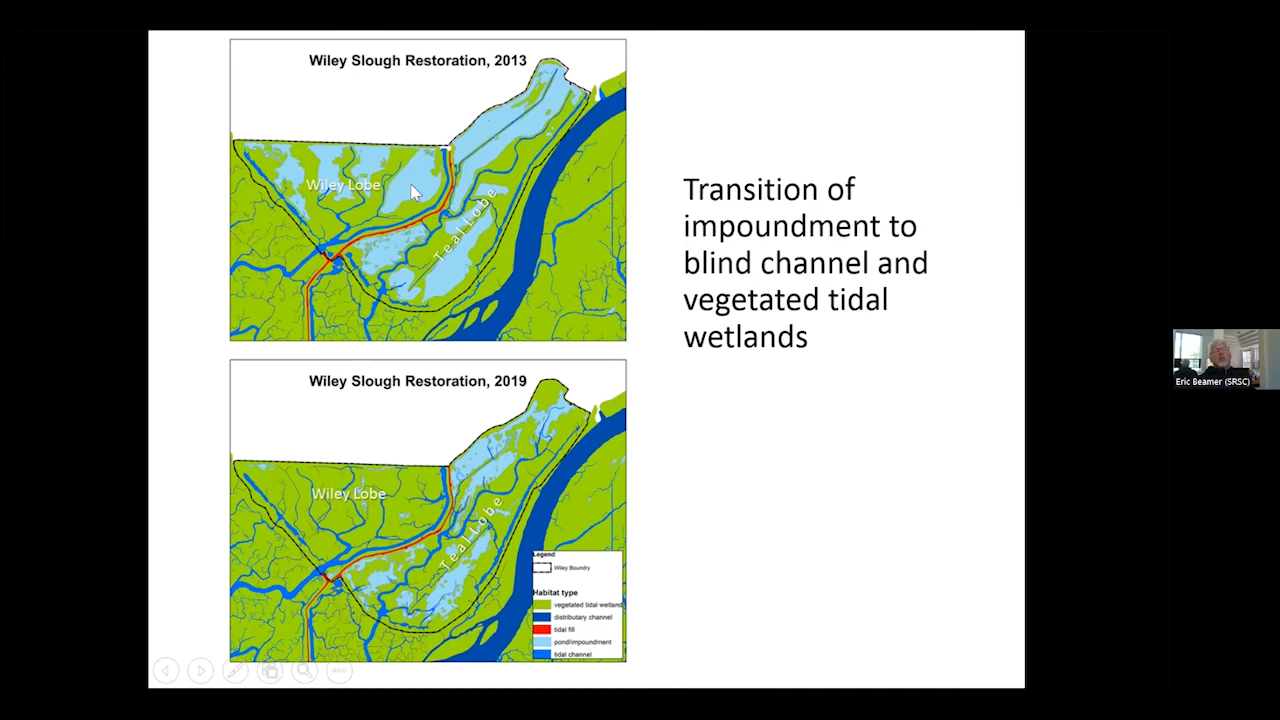 Wiley Slough Restoration, 2013
Wiley Lobe
Teal Lobe
Transition of
impoundment to
blind channel and
vegetated tidal
wetlands
Wiley Slough Restoration, 2019
Wiley Lobe
Teal Lobe
Legend
Wiley Boundry
Habitat type
vegetated tidal wetland
distributary channel
tidal fill
pond/impoundment
tidal channel
Eric Beamer (SRSC)